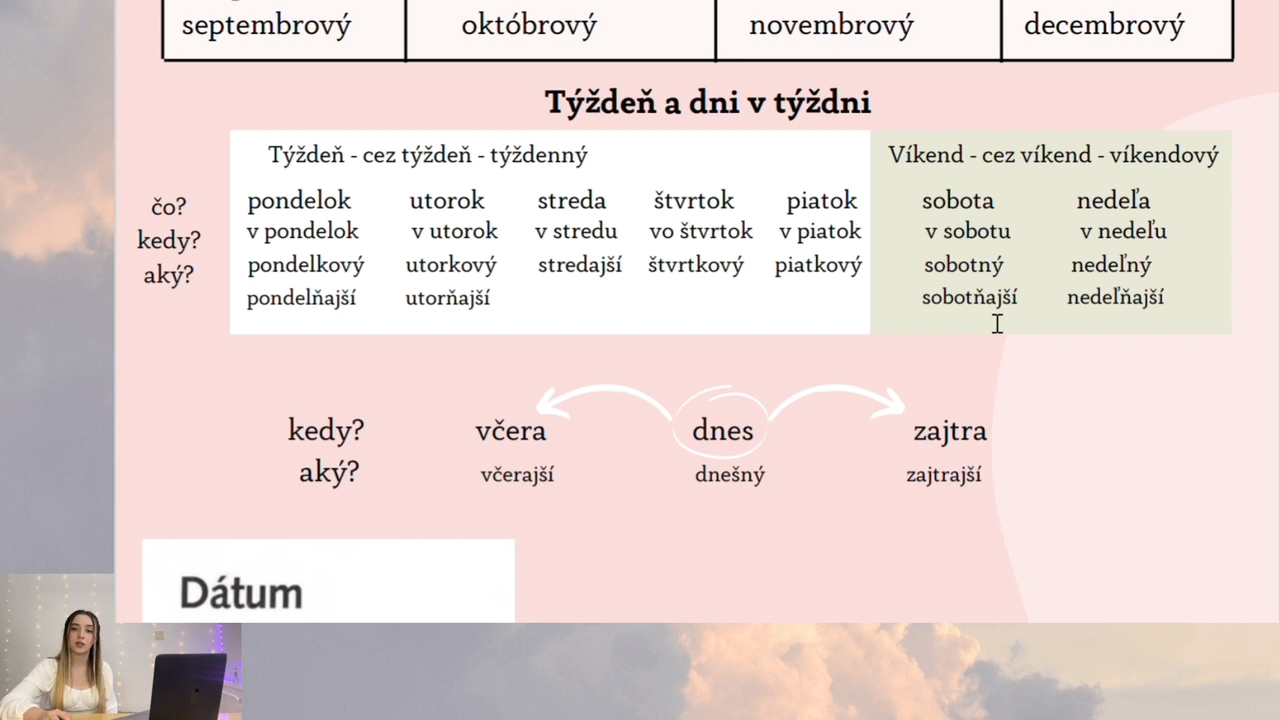 septembrový októbrový novembrový decembrový
Týždeň a dni v týždni
Týždeň - cez týždeň - týždenný Víkend - cez víkend - víkendový
čo? pondelok utorok streda štvrtok piatok sobota nedeľa
kedy? v pondelok v utorok v stredu vo štvrtok v piatok v sobotu v nedeľu
aký? pondelkový utorkový stredajší štvrtkový piatkový sobotný nedeľný
pondelňajší utorňajší sobotňajší nedeľňajší
kedy? včera dnes zajtra
aký? včerajší dnešný zajtrajší
Dátum